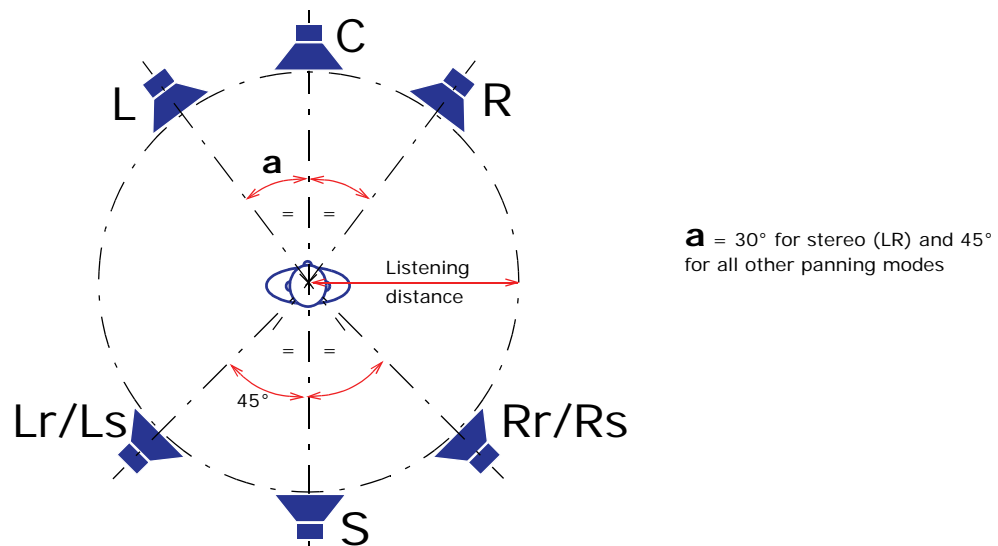 C
L
R
a
= =
a = 30° for stereo (LR) and 45°
for all other panning modes
Listening
distance
= =
45°
Lr/Ls
Rr/Rs
S